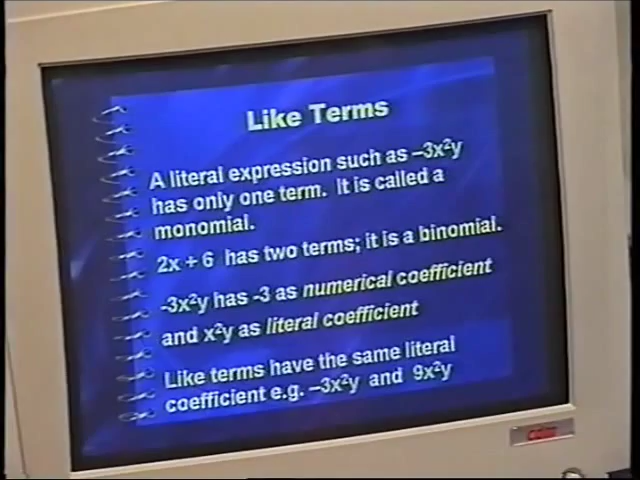 Like Terms
A literal expression such as –3x²y
has only one term. It is called a
monomial.
2x + 6 has two terms; it is a binomial.
-3x²y has -3 as numerical coefficient
and x²y as literal coefficient
Like terms have the same literal
coefficient e.g. –3x²y and 9x²y